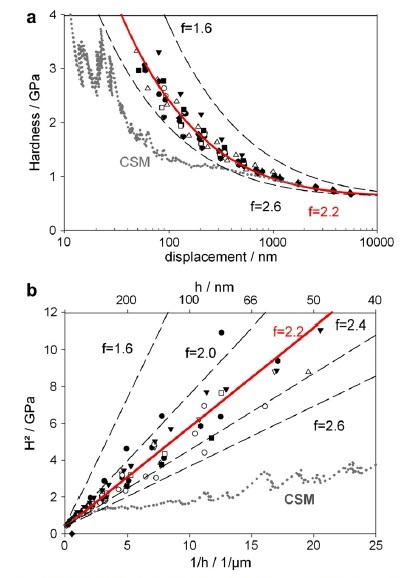 a
4
3
2
1
0
Hardness / GPa
f=1.6
CSM
f=2.6
f=2.2
10
100
1000
10000
displacement / nm
b
h / nm
200
100
66
50
40
12
10
8
6
4
2
0
H² / GPa
f=1.6
f=2.0
f=2.2
f=2.4
f=2.6
CSM
0
5
10
15
20
25
1/h / 1/µm